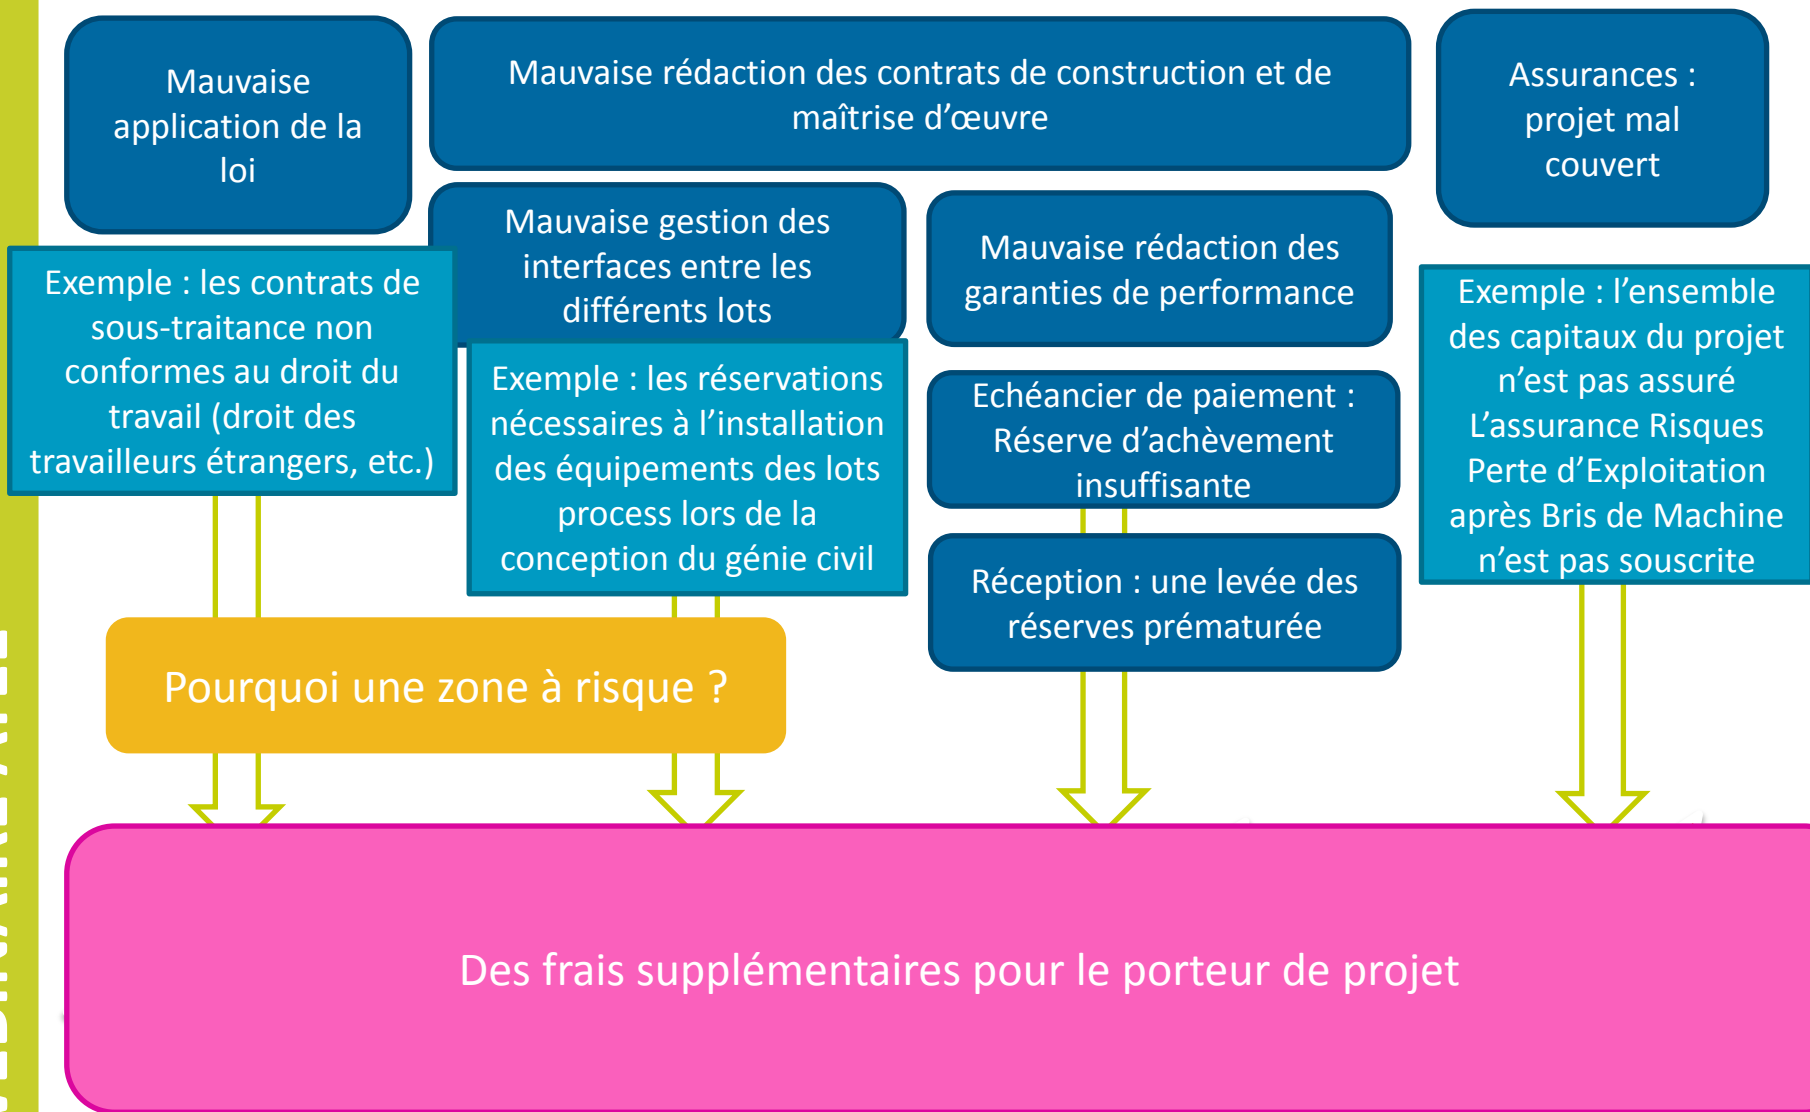 Mauvaise
application de la
loi
Exemple : les contrats de
sous-traitance non
conformes au droit du
travail (droit des
travailleurs étrangers, etc.)
Mauvaise rédaction des contrats de construction et de
maîtrise d’œuvre
Mauvaise gestion des
interfaces entre les
différents lots
Exemple : les réservations
nécessaires à l’installation
des équipements des lots
process lors de la
conception du génie civil
Mauvaise rédaction des
garanties de performance
Echéancier de paiement :
Réserve d’achèvement
insuffisante
Réception : une levée des
réserves prématurée
Assurances :
projet mal
couvert
Exemple : l’ensemble
des capitaux du projet
n’est pas assuré
L’assurance Risques
Perte d’Exploitation
après Bris de Machine
n’est pas souscrite
Pourquoi une zone à risque ?
Des frais supplémentaires pour le porteur de projet